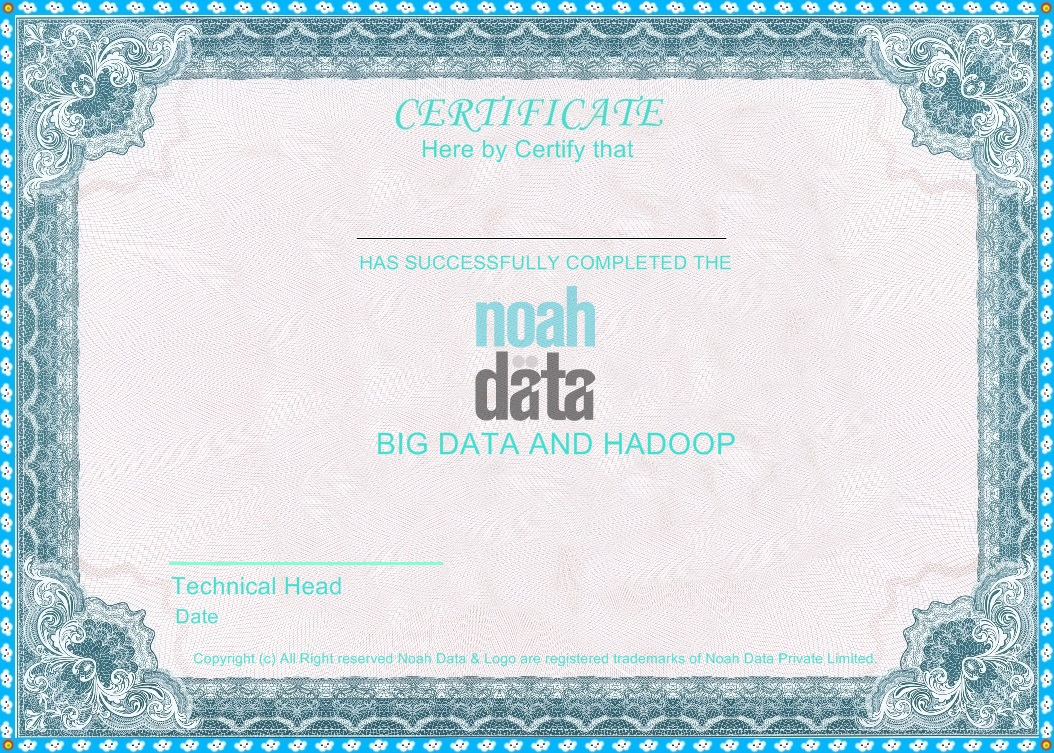 CERTIFICATE
Here by Certify that
HAS SUCCESSFULLY COMPLETED THE
noah
däta
BIG DATA AND HADOOP
Technical Head
Date
Copyright (c) All Right reserved Noah Data & Logo are registered trademarks of Noah Data Private Limited.